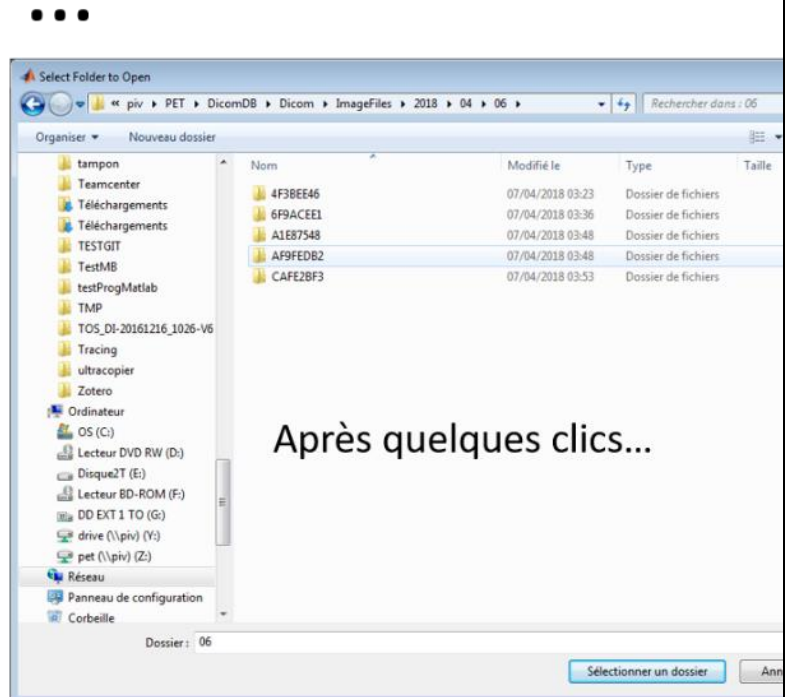 ...
Select Folder to Open
« piv ▸ PET ▸ DicomDB ▸ Dicom ▸ ImageFiles ▸ 2018 ▸ 04 ▸ 06 ▸
Rechercher dans : 06
Organiser ▾ Nouveau dossier
tampon
Teamcenter
Téléchargements
Téléchargements
TESTGIT
TestMB
testProgMatlab
TMP
TOS_DI-20161216_1026-V6
Tracing
ultracopier
Zotero
Ordinateur
OS (C:)
Lecteur DVD RW (D:)
Disque2T (E:)
Lecteur BD-ROM (F:)
DD EXT 1 TO (G:)
drive (\\piv) (Y:)
pet (\\piv) (Z:)
Réseau
Panneau de configuration
Corbeille
Nom Modifié le Type Taille
4F3BEE46 07/04/2018 03:23 Dossier de fichiers
6F9ACEE1 07/04/2018 03:36 Dossier de fichiers
A1E87548 07/04/2018 03:48 Dossier de fichiers
AF9FEDB2 07/04/2018 03:48 Dossier de fichiers
CAFE2BF3 07/04/2018 03:53 Dossier de fichiers
Après quelques clics...
Dossier : 06
Sélectionner un dossier Ann